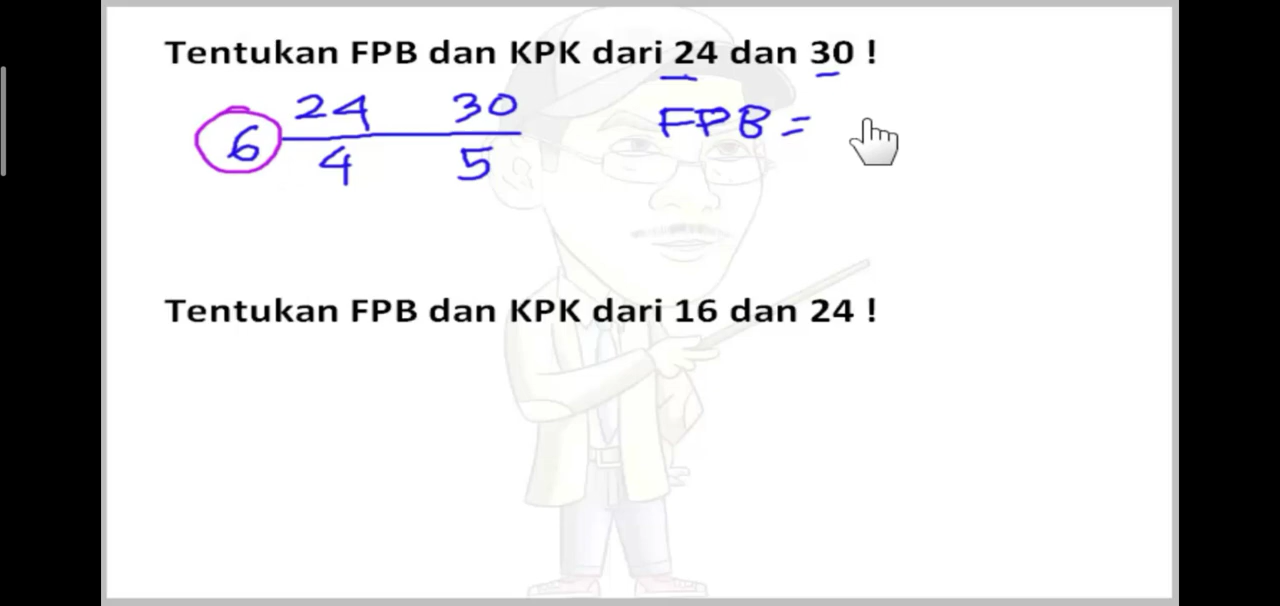 Tentukan FPB dan KPK dari 24 dan 30 !
24 30 FPB =
6
4 5
Tentukan FPB dan KPK dari 16 dan 24 !